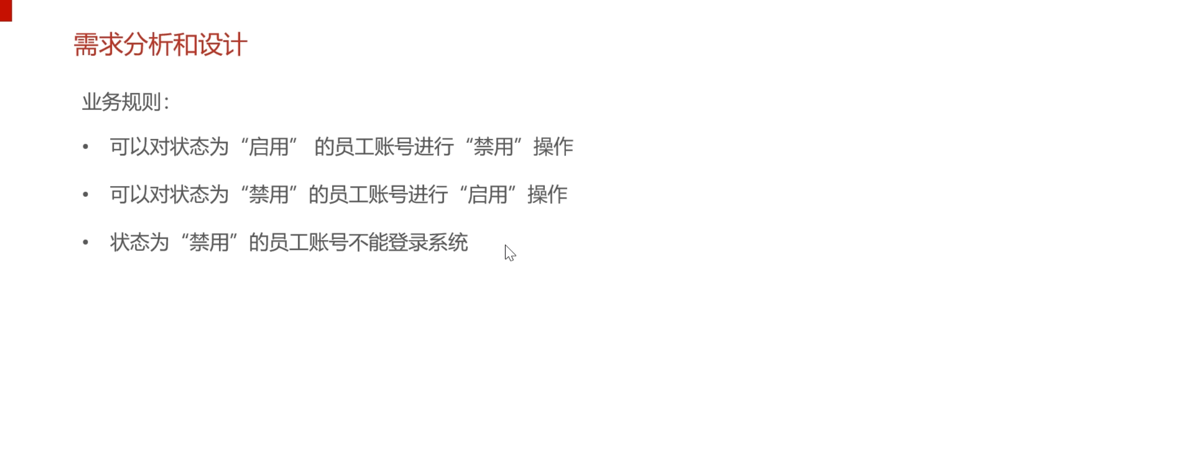 需求分析和设计
业务规则：
• 可以对状态为“启用” 的员工账号进行“禁用”操作
• 可以对状态为“禁用”的员工账号进行“启用”操作
• 状态为“禁用”的员工账号不能登录系统